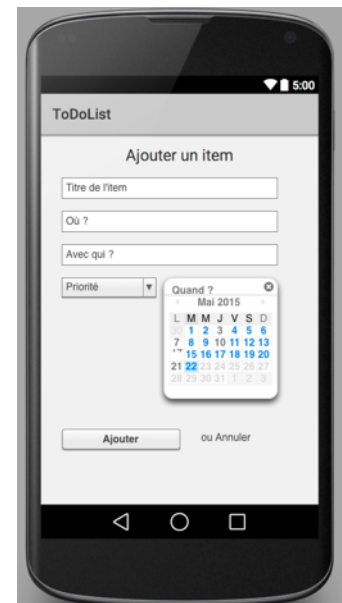 5:00
ToDoList
Ajouter un item
Titre de l'item
Où ?
Avec qui ?
Priorité
Quand ?
Mai 2015
L M M J V S D
30 1 2 3 4 5 6
7 8 9 10 11 12 13
15 16 17 18 19 20
21 22 23 24 25 26 27
28 29 30 31 1 2 3
Ajouter
ou Annuler